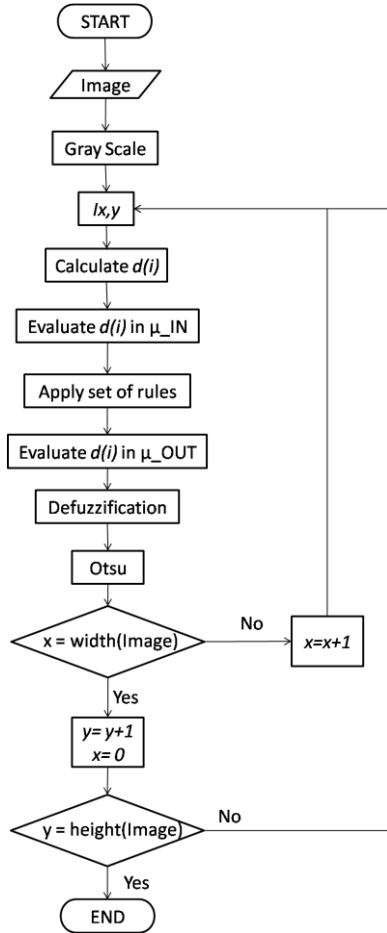 START
Image
Gray Scale
Ix,y
Calculate d(i)
Evaluate d(i) in μ_IN
Apply set of rules
Evaluate d(i) in μ_OUT
Defuzzification
Otsu
x = width(Image)
No
x=x+1
Yes
y= y+1
x= 0
y = height(Image)
No
Yes
END